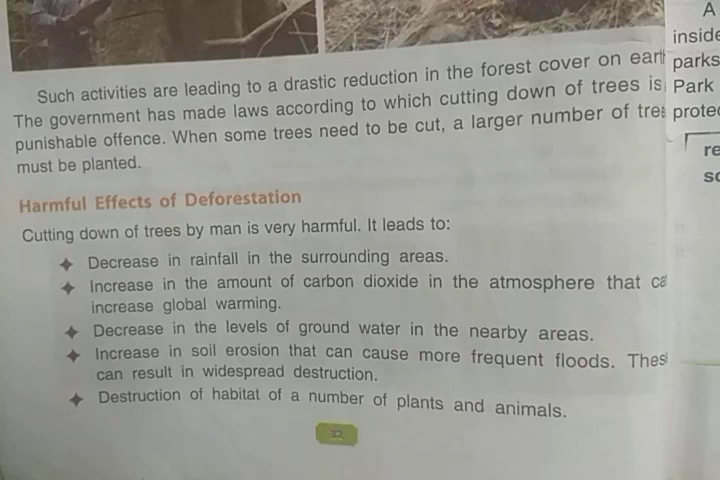 Such activities are leading to a drastic reduction in the forest cover on earth
The government has made laws according to which cutting down of trees is
punishable offence. When some trees need to be cut, a larger number of tree
must be planted.
Harmful Effects of Deforestation
Cutting down of trees by man is very harmful. It leads to:
✦ Decrease in rainfall in the surrounding areas.
✦ Increase in the amount of carbon dioxide in the atmosphere that ca
increase global warming.
✦ Decrease in the levels of ground water in the nearby areas.
✦ Increase in soil erosion that can cause more frequent floods. Thes
can result in widespread destruction.
✦ Destruction of habitat of a number of plants and animals.
A
inside
parks
Park
protec
re